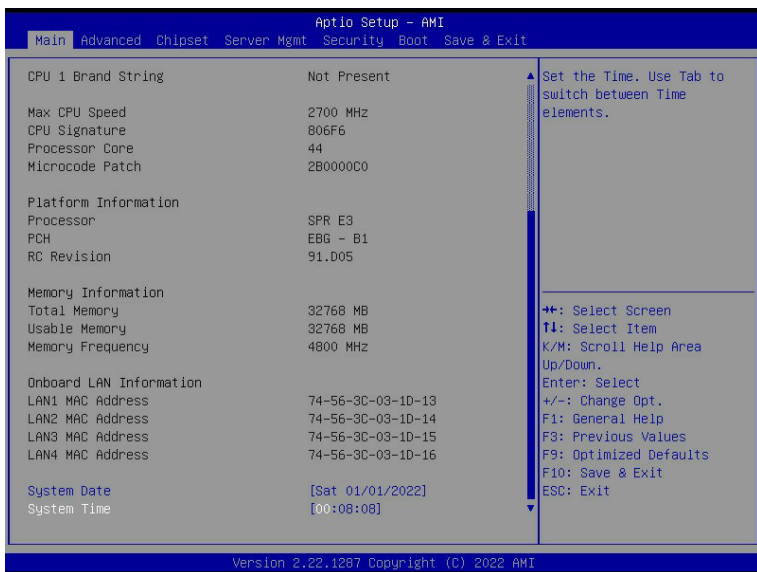 Aptio Setup – AMI
Main Advanced Chipset Server Mgmt Security Boot Save & Exit
CPU 1 Brand String Not Present
Max CPU Speed 2700 MHz
CPU Signature 806F6
Processor Core 44
Microcode Patch 2B0000C0
Platform Information
Processor SPR E3
PCH EBG - B1
RC Revision 91.D05
Memory Information
Total Memory 32768 MB
Usable Memory 32768 MB
Memory Frequency 4800 MHz
Onboard LAN Information
LAN1 MAC Address 74-56-3C-03-1D-13
LAN2 MAC Address 74-56-3C-03-1D-14
LAN3 MAC Address 74-56-3C-03-1D-15
LAN4 MAC Address 74-56-3C-03-1D-16
System Date [Sat 01/01/2022]
System Time [00:08:08]
Set the Time. Use Tab to
switch between Time
elements.
→←: Select Screen
↑↓: Select Item
K/M: Scroll Help Area
Up/Down.
Enter: Select
+/-: Change Opt.
F1: General Help
F3: Previous Values
F9: Optimized Defaults
F10: Save & Exit
ESC: Exit
Version 2.22.1287 Copyright (C) 2022 AMI